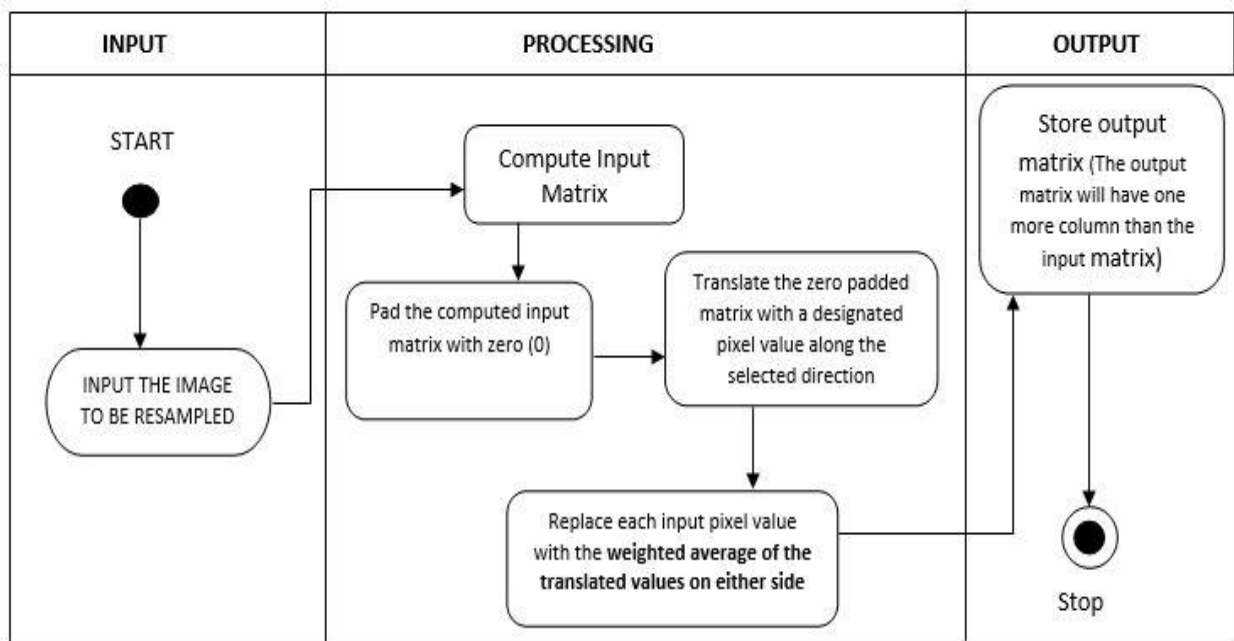 INPUT
PROCESSING
OUTPUT
START
INPUT THE IMAGE
TO BE RESAMPLED
Compute Input
Matrix
Pad the computed input
matrix with zero (0)
Translate the zero padded
matrix with a designated
pixel value along the
selected direction
Replace each input pixel value
with the weighted average of the
translated values on either side
Store output
matrix (The output
matrix will have one
more column than the
input matrix)
Stop